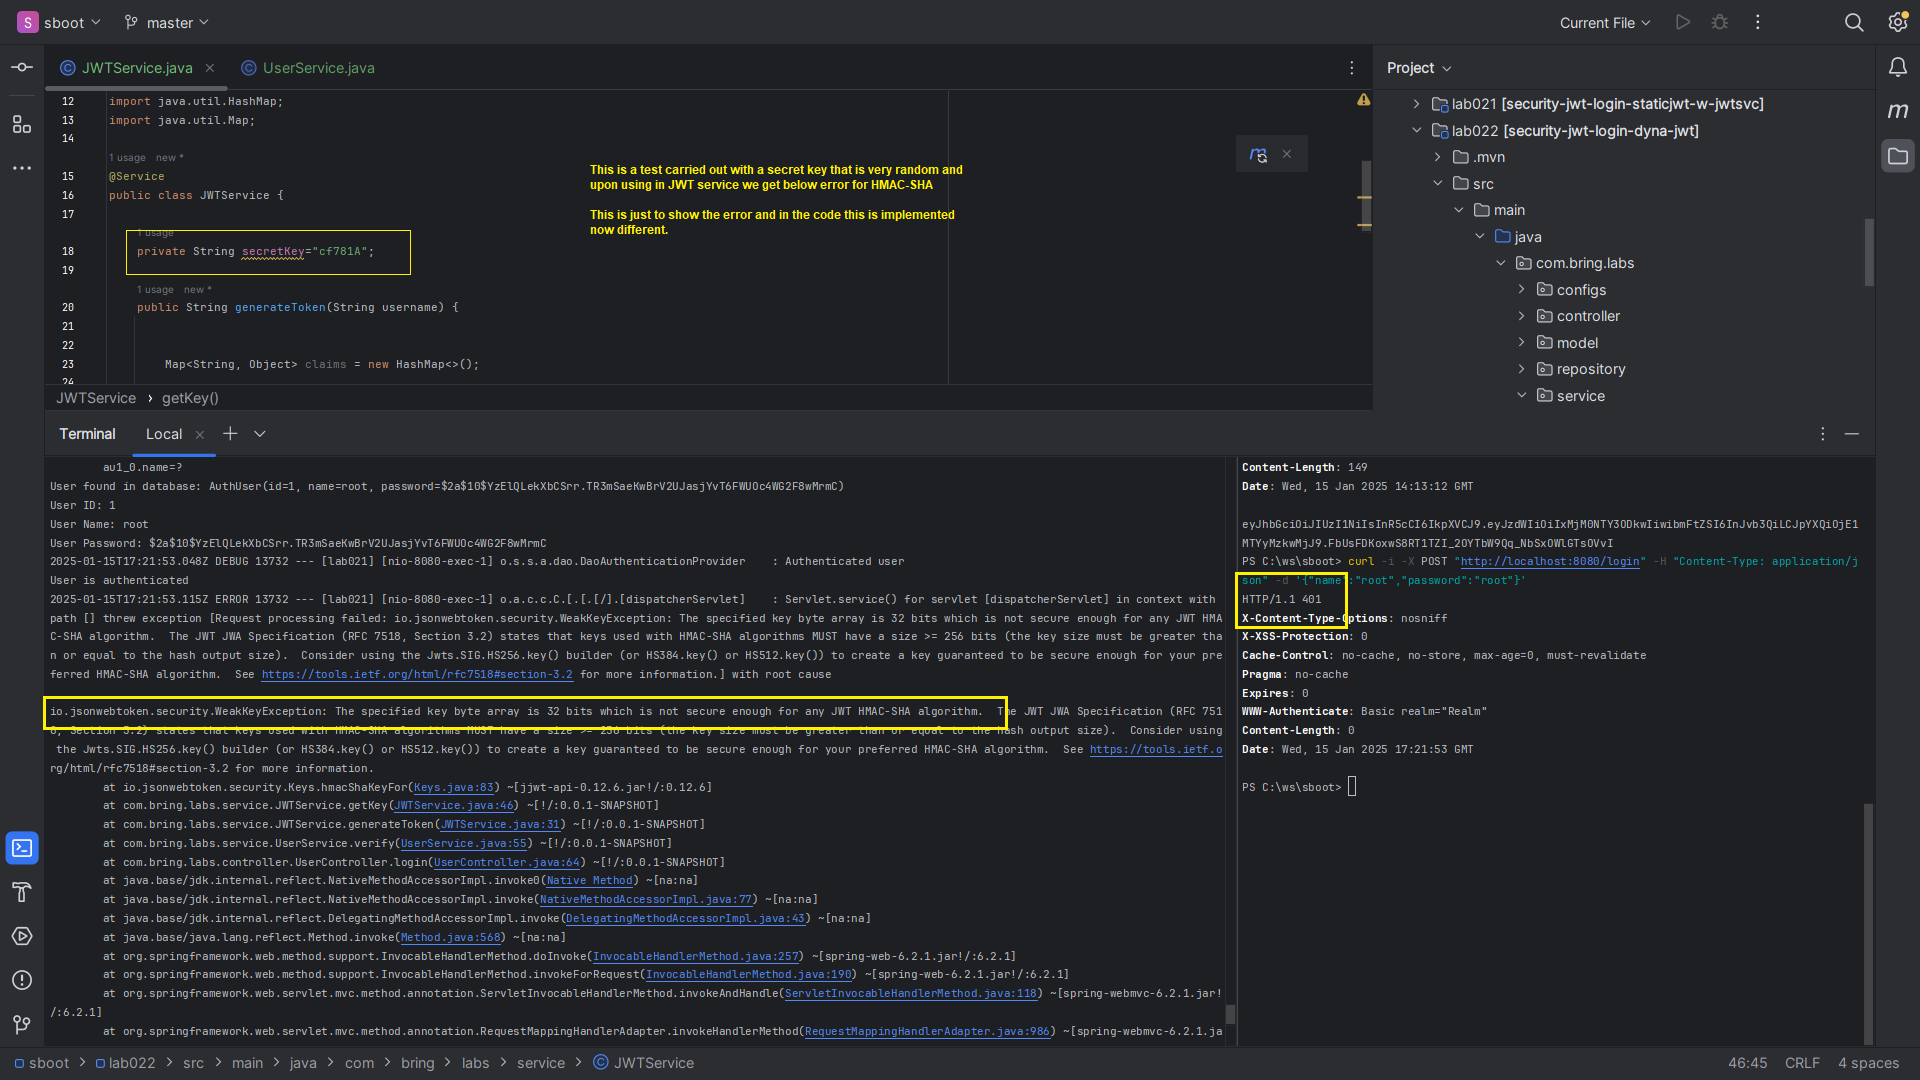 S sboot master Current File
JWTService.java UserService.java
12 import java.util.HashMap;
13 import java.util.Map;
14
1 usage new *
15 @Service
16 public class JWTService {
17
1 usage
18 private String secretKey="cf781A";
19
1 usage new *
20 public String generateToken(String username) {
21
22
23 Map<String, Object> claims = new HashMap<>();
24
This is a test carried out with a secret key that is very random and
upon using in JWT service we get below error for HMAC-SHA
This is just to show the error and in the code this is implemented
now different.
JWTService › getKey()
Project
lab021 [security-jwt-login-staticjwt-w-jwtsvc]
lab022 [security-jwt-login-dyna-jwt]
.mvn
src
main
java
com.bring.labs
configs
controller
model
repository
service
Terminal Local
au1_0.name=?
User found in database: AuthUser(id=1, name=root, password=$2a$10$YzElQLekXbCSrr.TR3mSaeKwBrV2UJasjYvT6FWUOc4WG2F8wMrmC)
User ID: 1
User Name: root
User Password: $2a$10$YzElQLekXbCSrr.TR3mSaeKwBrV2UJasjYvT6FWUOc4WG2F8wMrmC
2025-01-15T17:21:53.048Z DEBUG 13732 --- [lab021] [nio-8080-exec-1] o.s.s.a.dao.DaoAuthenticationProvider    : Authenticated user
User is authenticated
2025-01-15T17:21:53.115Z ERROR 13732 --- [lab021] [nio-8080-exec-1] o.a.c.c.C.[.[.[/].[dispatcherServlet]    : Servlet.service() for servlet [dispatcherServlet] in context with
path [] threw exception [Request processing failed: io.jsonwebtoken.security.WeakKeyException: The specified key byte array is 32 bits which is not secure enough for any JWT HMA
C-SHA algorithm.  The JWT JWA Specification (RFC 7518, Section 3.2) states that keys used with HMAC-SHA algorithms MUST have a size >= 256 bits (the key size must be greater tha
n or equal to the hash output size).  Consider using the Jwts.SIG.HS256.key() builder (or HS384.key() or HS512.key()) to create a key guaranteed to be secure enough for your pre
ferred HMAC-SHA algorithm.  See https://tools.ietf.org/html/rfc7518#section-3.2 for more information.] with root cause
io.jsonwebtoken.security.WeakKeyException: The specified key byte array is 32 bits which is not secure enough for any JWT HMAC-SHA algorithm.  The JWT JWA Specification (RFC 751
8, Section 3.2) states that keys used with HMAC-SHA algorithms MUST have a size >= 256 bits (the key size must be greater than or equal to the hash output size).  Consider using
the Jwts.SIG.HS256.key() builder (or HS384.key() or HS512.key()) to create a key guaranteed to be secure enough for your preferred HMAC-SHA algorithm.  See https://tools.ietf.o
rg/html/rfc7518#section-3.2 for more information.
at io.jsonwebtoken.security.Keys.hmacShaKeyFor(Keys.java:83) ~[jjwt-api-0.12.6.jar!/:0.12.6]
at com.bring.labs.service.JWTService.getKey(JWTService.java:46) ~[!/:0.0.1-SNAPSHOT]
at com.bring.labs.service.JWTService.generateToken(JWTService.java:31) ~[!/:0.0.1-SNAPSHOT]
at com.bring.labs.service.UserService.verify(UserService.java:55) ~[!/:0.0.1-SNAPSHOT]
at com.bring.labs.controller.UserController.login(UserController.java:64) ~[!/:0.0.1-SNAPSHOT]
at java.base/jdk.internal.reflect.NativeMethodAccessorImpl.invoke0(Native Method) ~[na:na]
at java.base/jdk.internal.reflect.NativeMethodAccessorImpl.invoke(NativeMethodAccessorImpl.java:77) ~[na:na]
at java.base/jdk.internal.reflect.DelegatingMethodAccessorImpl.invoke(DelegatingMethodAccessorImpl.java:43) ~[na:na]
at java.base/java.lang.reflect.Method.invoke(Method.java:568) ~[na:na]
at org.springframework.web.method.support.InvocableHandlerMethod.doInvoke(InvocableHandlerMethod.java:257) ~[spring-web-6.2.1.jar!/:6.2.1]
at org.springframework.web.method.support.InvocableHandlerMethod.invokeForRequest(InvocableHandlerMethod.java:190) ~[spring-web-6.2.1.jar!/:6.2.1]
at org.springframework.web.servlet.mvc.method.annotation.ServletInvocableHandlerMethod.invokeAndHandle(ServletInvocableHandlerMethod.java:118) ~[spring-webmvc-6.2.1.jar!
/:6.2.1]
at org.springframework.web.servlet.mvc.method.annotation.RequestMappingHandlerAdapter.invokeHandlerMethod(RequestMappingHandlerAdapter.java:986) ~[spring-webmvc-6.2.1.ja
Content-Length: 149
Date: Wed, 15 Jan 2025 14:13:12 GMT
eyJhbGciOiJIUzI1NiIsInR5cCI6IkpXVCJ9.eyJzdWIiOiIxMjM0NTY3ODkwIiwibmFtZSI6InJvb3QiLCJpYXQiOjE1
MTYyMzkwMjJ9.FbUsFDKoxwS8RT1TZI_2OYTbW9Qq_NbSxOWlGTsOVvI
PS C:\ws\sboot> curl -i -X POST "http://localhost:8080/login" -H "Content-Type: application/j
son" -d '{"name":"root","password":"root"}'
HTTP/1.1 401
X-Content-Type-Options: nosniff
X-XSS-Protection: 0
Cache-Control: no-cache, no-store, max-age=0, must-revalidate
Pragma: no-cache
Expires: 0
WWW-Authenticate: Basic realm="Realm"
Content-Length: 0
Date: Wed, 15 Jan 2025 17:21:53 GMT
PS C:\ws\sboot>
sboot > lab022 > src > main > java > com > bring > labs > service > JWTService 46:45 CRLF 4 spaces